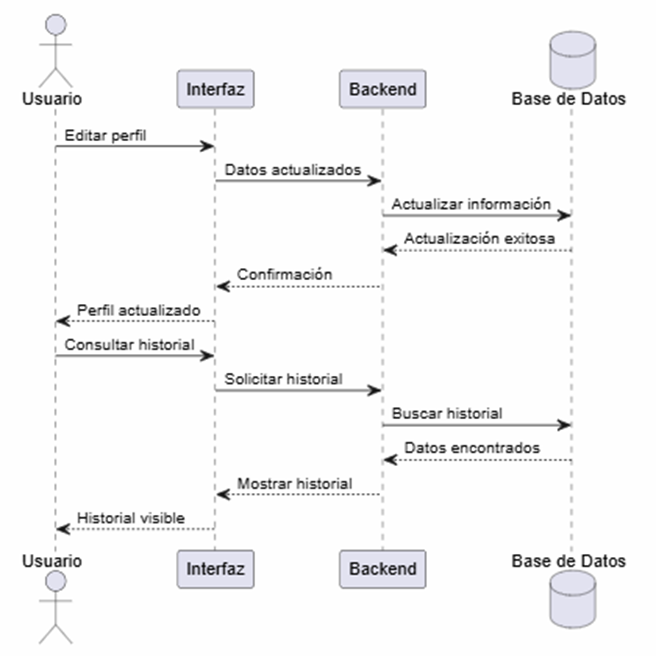 Usuario
Interfaz
Backend
Base de Datos
Editar perfil
Datos actualizados
Actualizar información
Actualización exitosa
Confirmación
Perfil actualizado
Consultar historial
Solicitar historial
Buscar historial
Datos encontrados
Mostrar historial
Historial visible
Usuario
Interfaz
Backend
Base de Datos